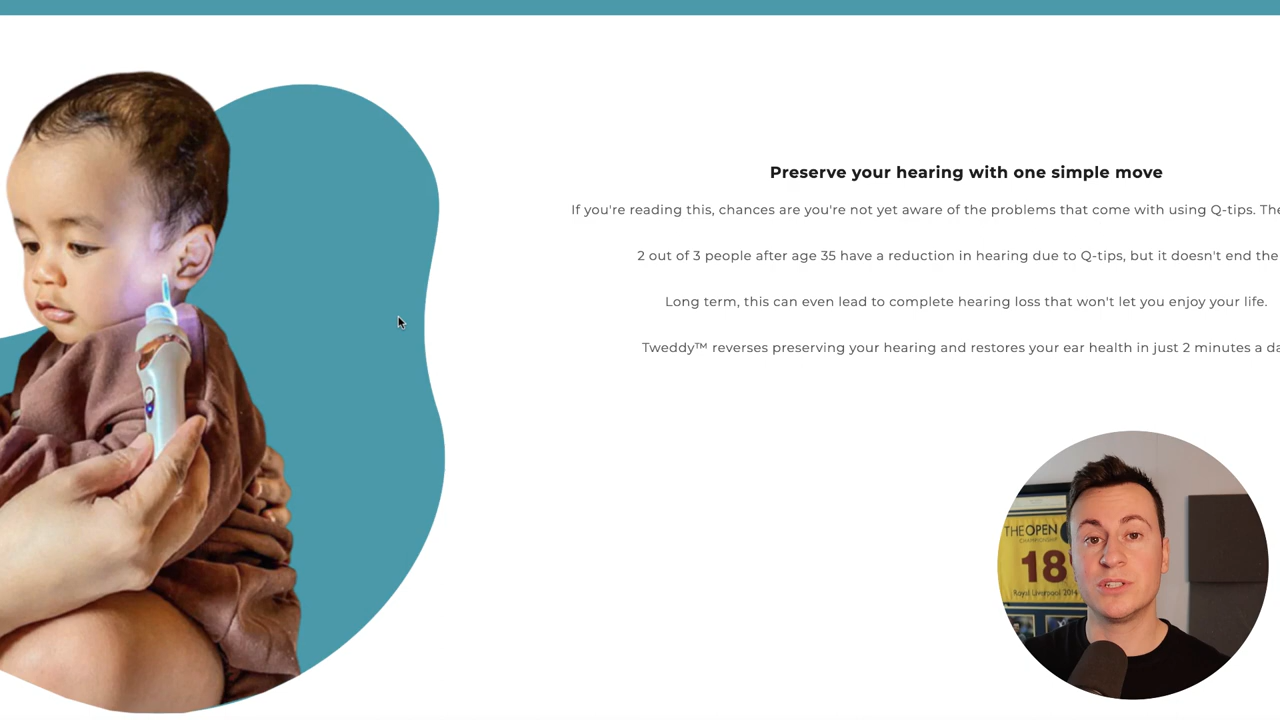 Preserve your hearing with one simple move
If you're reading this, chances are you're not yet aware of the problems that come with using Q-tips. The
2 out of 3 people after age 35 have a reduction in hearing due to Q-tips, but it doesn't end the
Long term, this can even lead to complete hearing loss that won't let you enjoy your life.
Tweddy™ reverses preserving your hearing and restores your ear health in just 2 minutes a da
THE OPEN
CHAMPIONSHIP
18
Royal Liverpool 2014